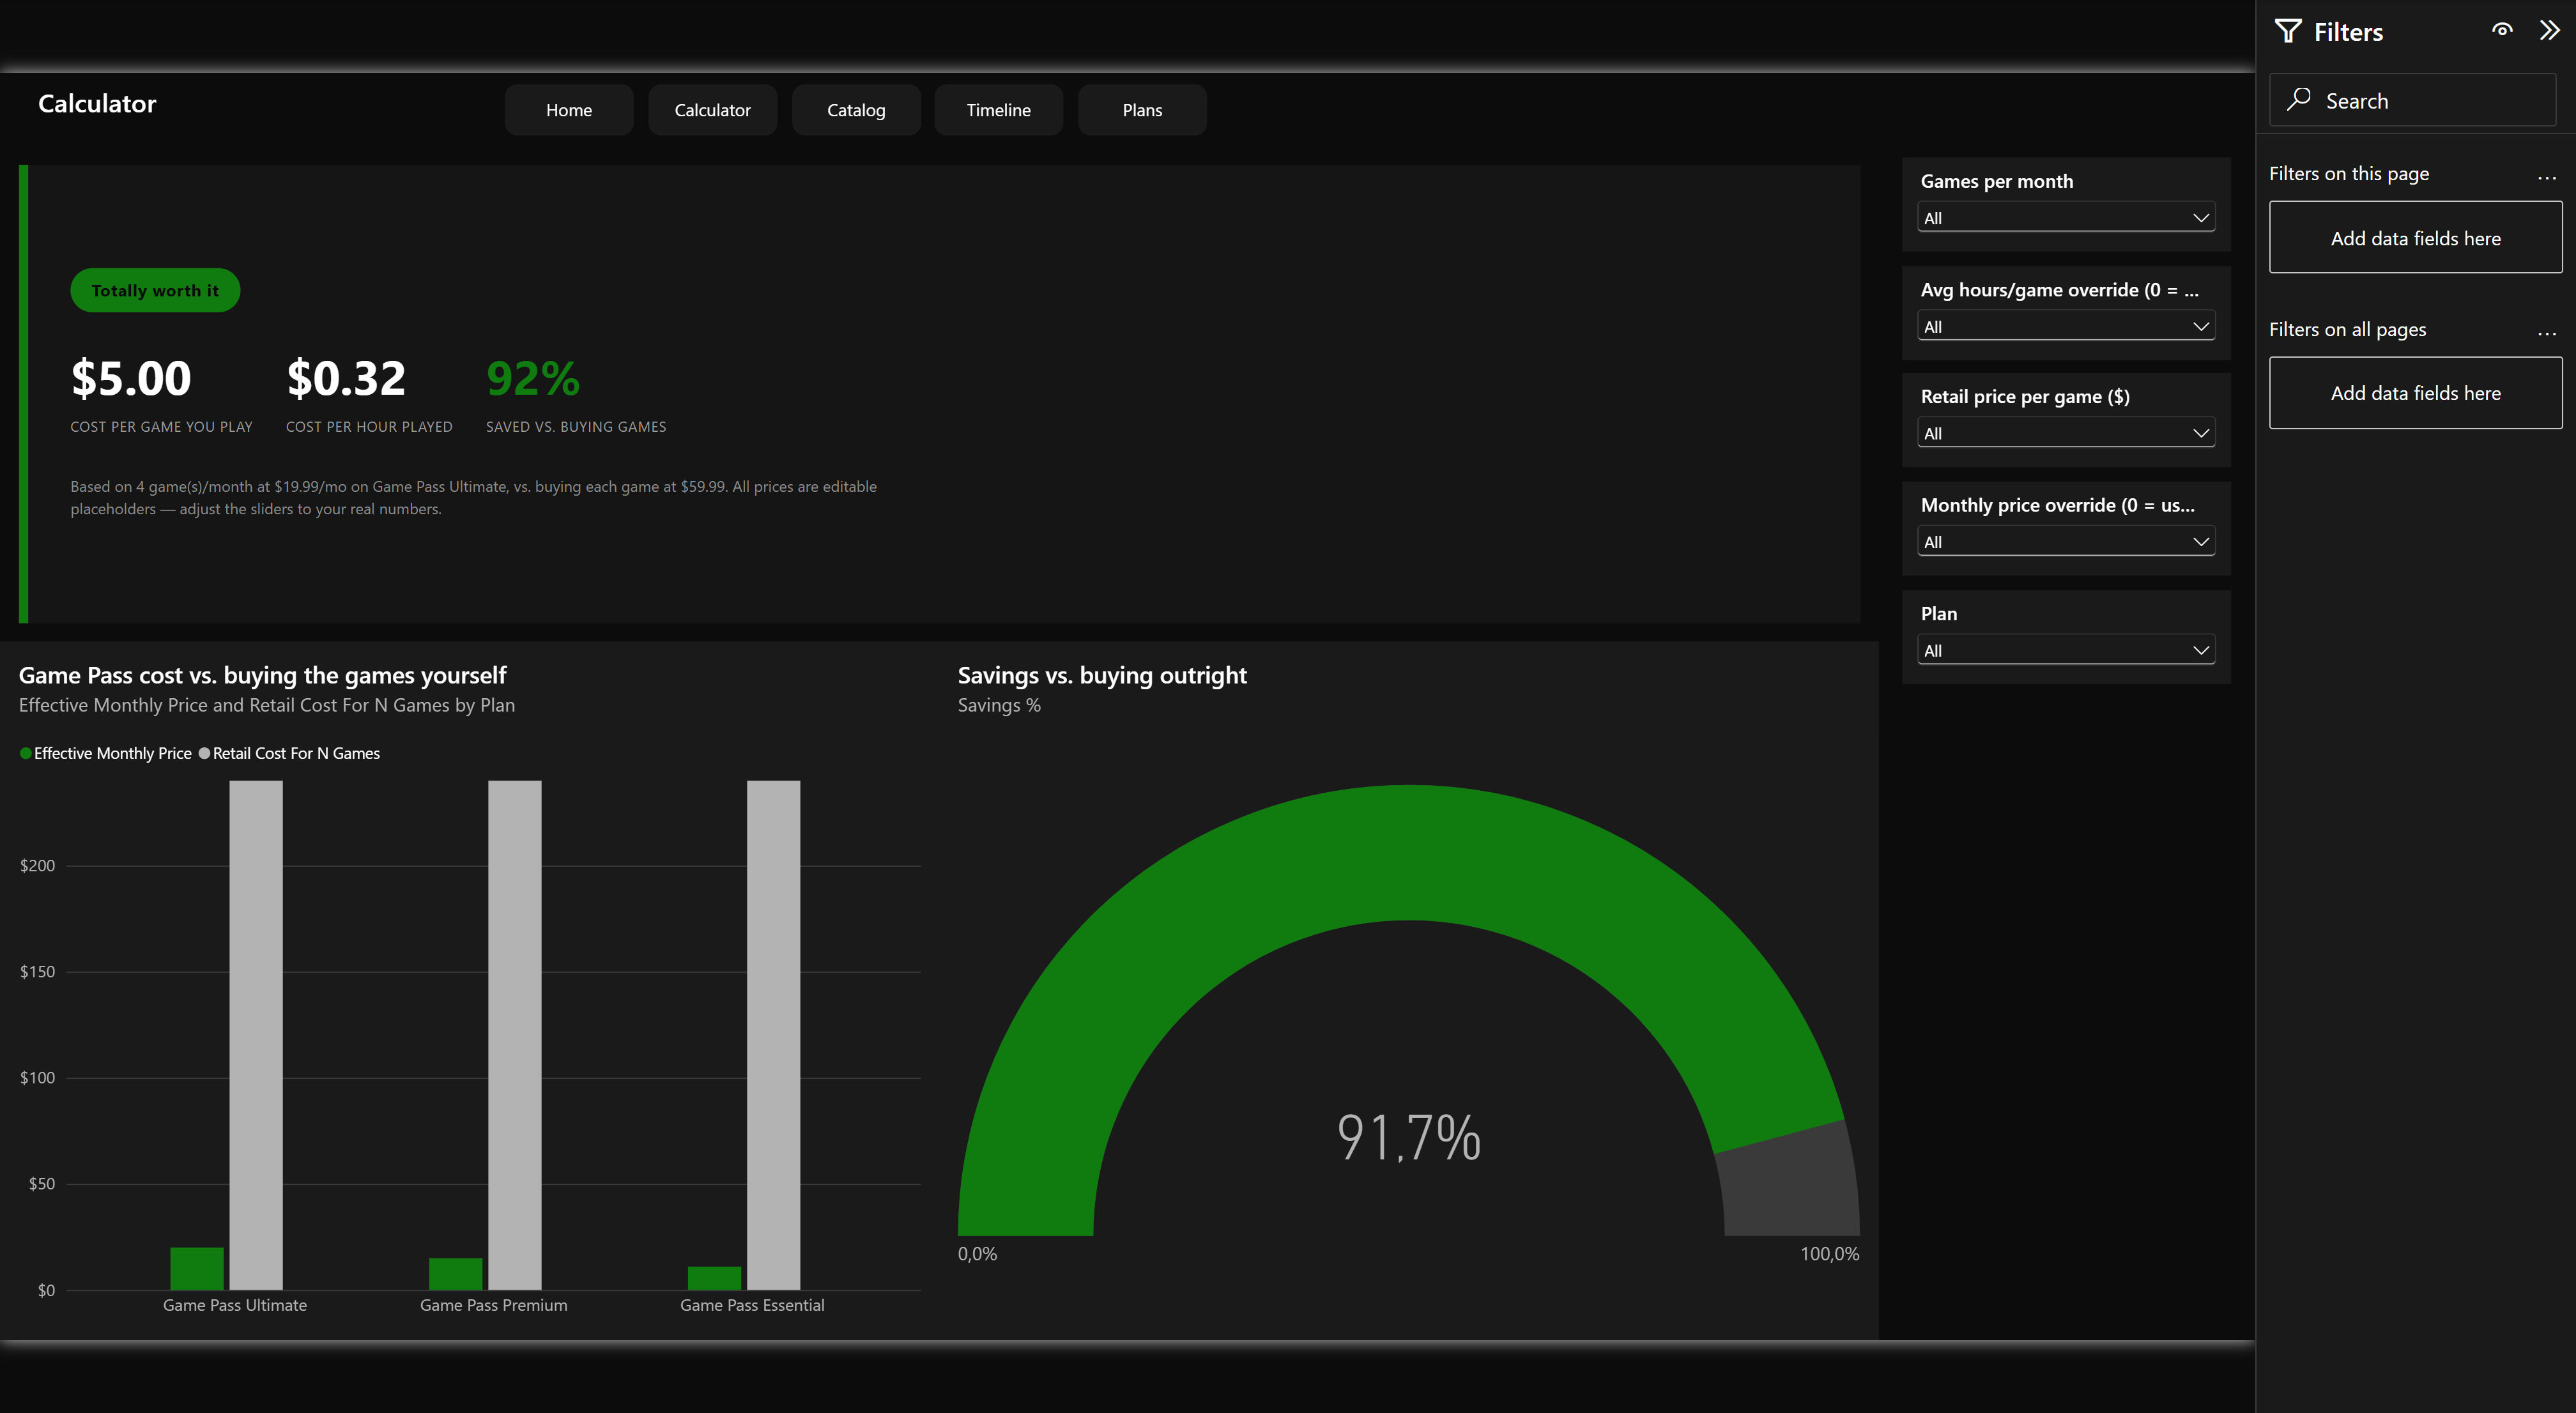 Calculator
Home
Calculator
Catalog
Timeline
Plans
Totally worth it
$5.00
$0.32
92%
COST PER GAME YOU PLAY
COST PER HOUR PLAYED
SAVED VS. BUYING GAMES
Based on 4 game(s)/month at $19.99/mo on Game Pass Ultimate, vs. buying each game at $59.99. All prices are editable
placeholders — adjust the sliders to your real numbers.
Games per month
All
Avg hours/game override (0 = ...
All
Retail price per game ($)
All
Monthly price override (0 = us...
All
Plan
All
Game Pass cost vs. buying the games yourself
Effective Monthly Price and Retail Cost For N Games by Plan
Effective Monthly Price
Retail Cost For N Games
$200
$150
$100
$50
$0
Game Pass Ultimate
Game Pass Premium
Game Pass Essential
Savings vs. buying outright
Savings %
91,7%
0,0%
100,0%
Filters
Search
Filters on this page
...
Add data fields here
Filters on all pages
...
Add data fields here